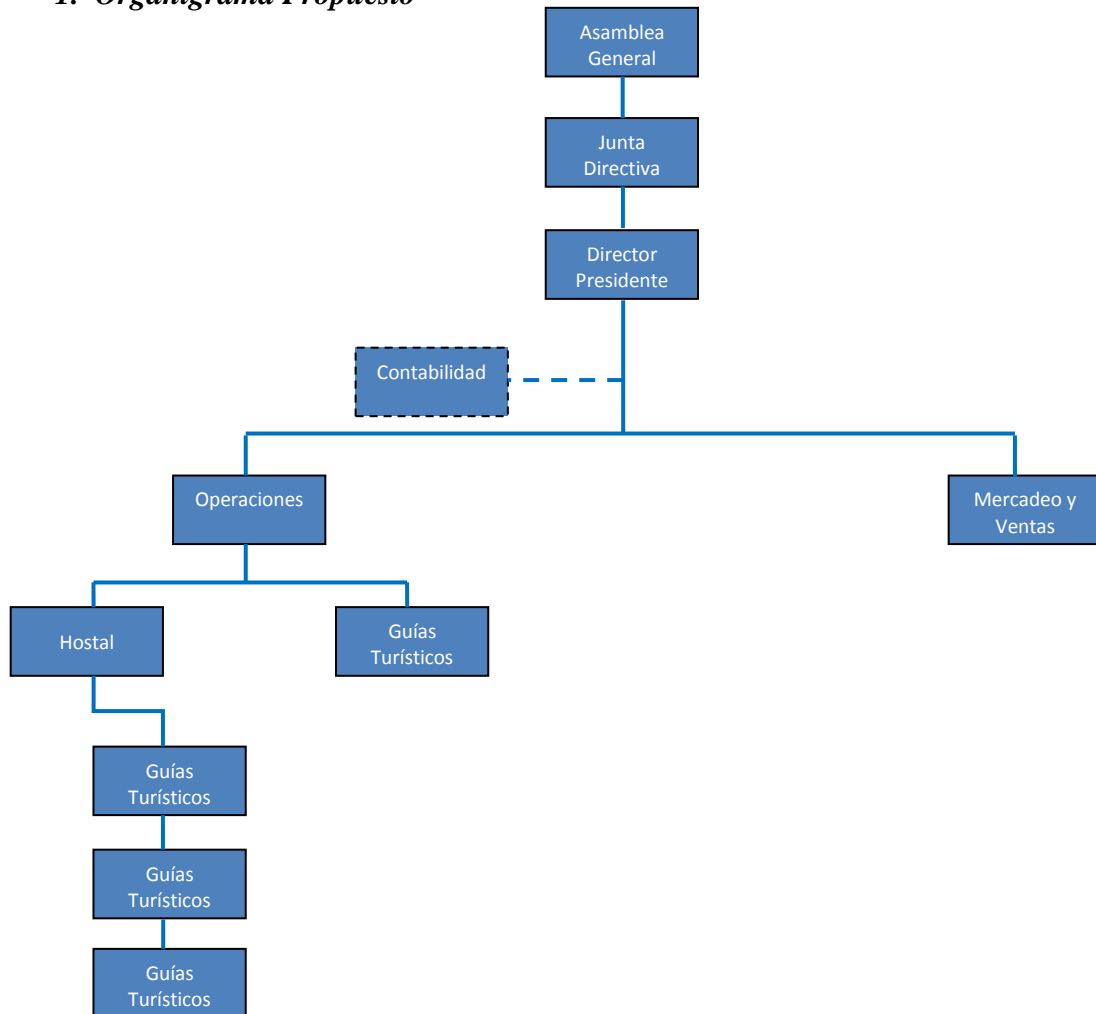 1. Organigrama Propuesto
Asamblea
General
Junta
Directiva
Director
Presidente
Contabilidad
Operaciones
Mercadeo y
Ventas
Hostal
Guías
Turísticos
Guías
Turísticos
Guías
Turísticos
Guías
Turísticos